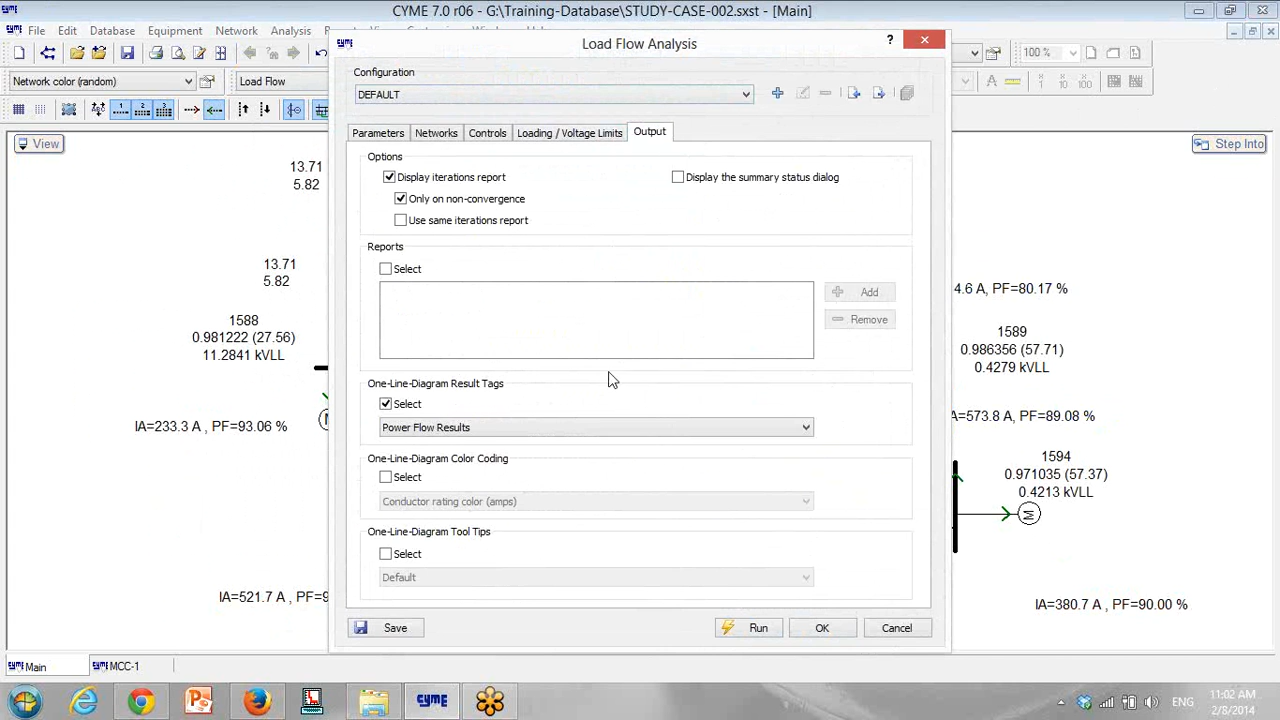 CYME 7.0 r06 - G:\Training-Database\STUDY-CASE-002.sxst - [Main]
File Edit Database Equipment Network Analysis
Load Flow Analysis
?
100 %
Network color (random)
Load Flow
Configuration
DEFAULT
A
View
Step Into
Parameters Networks Controls Loading / Voltage Limits Output
Options
Display iterations report
Display the summary status dialog
Only on non-convergence
Use same iterations report
Reports
Select
Add
Remove
One-Line-Diagram Result Tags
Select
Power Flow Results
One-Line-Diagram Color Coding
Select
Conductor rating color (amps)
One-Line-Diagram Tool Tips
Select
Default
Save
Run
OK
Cancel
13.71
5.82
13.71
5.82
1588
0.981222 (27.56)
11.2841 kVLL
IA=233.3 A , PF=93.06 %
IA=521.7 A , PF=9
4.6 A, PF=80.17 %
1589
0.986356 (57.71)
0.4279 kVLL
A=573.8 A, PF=89.08 %
1594
0.971035 (57.37)
0.4213 kVLL
M
IA=380.7 A , PF=90.00 %
Main
MCC-1
CYME
ENG
11:02 AM
2/8/2014